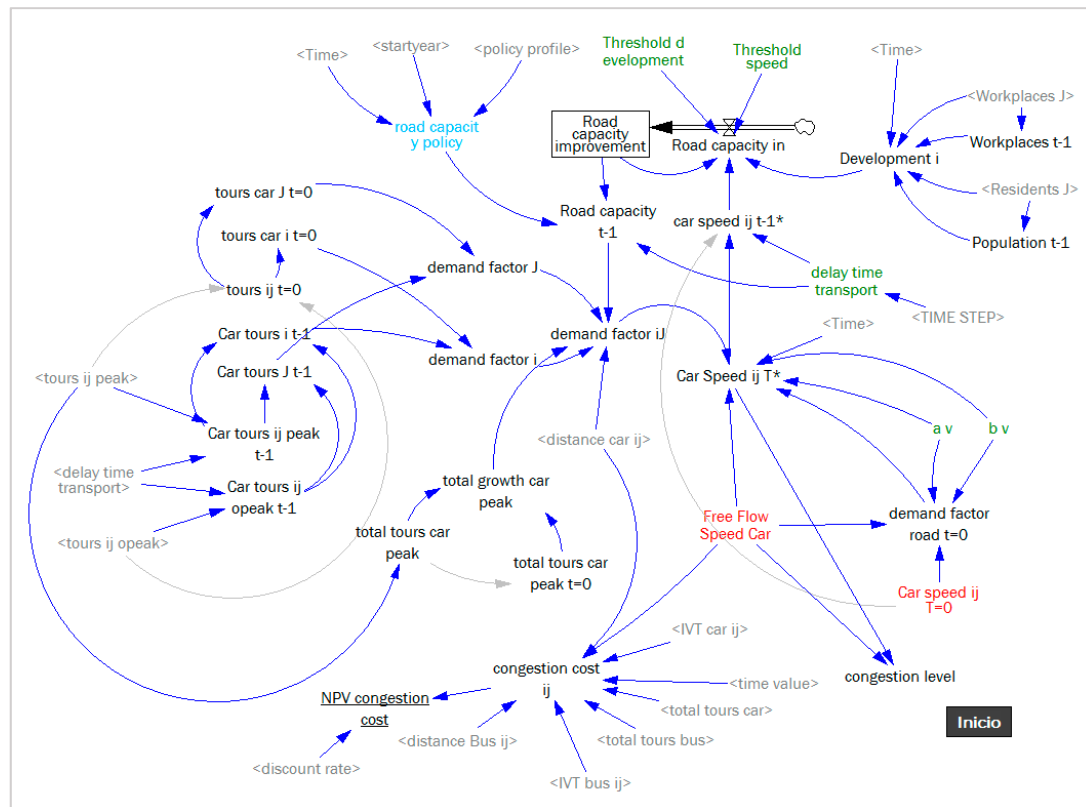 <Time>
<startyear>
<policy profile>
Threshold d
evelopment
Threshold
speed
<Time>
<Workplaces J>
road capacit
y policy
Road
capacity
improvement
Road capacity in
Workplaces t-1
Development i
<Residents J>
tours car J t=0
Road capacity
t-1
car speed ij t-1*
Population t-1
tours car i t=0
demand factor J
delay time
transport
tours ij t=0
<TIME STEP>
<Time>
Car tours i t-1
demand factor iJ
demand factor i
Car tours J t-1
Car Speed ij T*
<tours ij peak>
Car tours ij peak
t-1
<distance car ij>
a v
b v
<delay time
transport>
Car tours ij
opeak t-1
total growth car
peak
<tours ij opeak>
total tours car
peak
Free Flow
Speed Car
demand factor
road t=0
total tours car
peak t=0
Car speed ij
T=0
<IVT car ij>
congestion cost
ij
<time value>
congestion level
NPV congestion
cost
<total tours car>
<distance Bus ij>
<total tours bus>
Inicio
<discount rate>
<IVT bus ij>